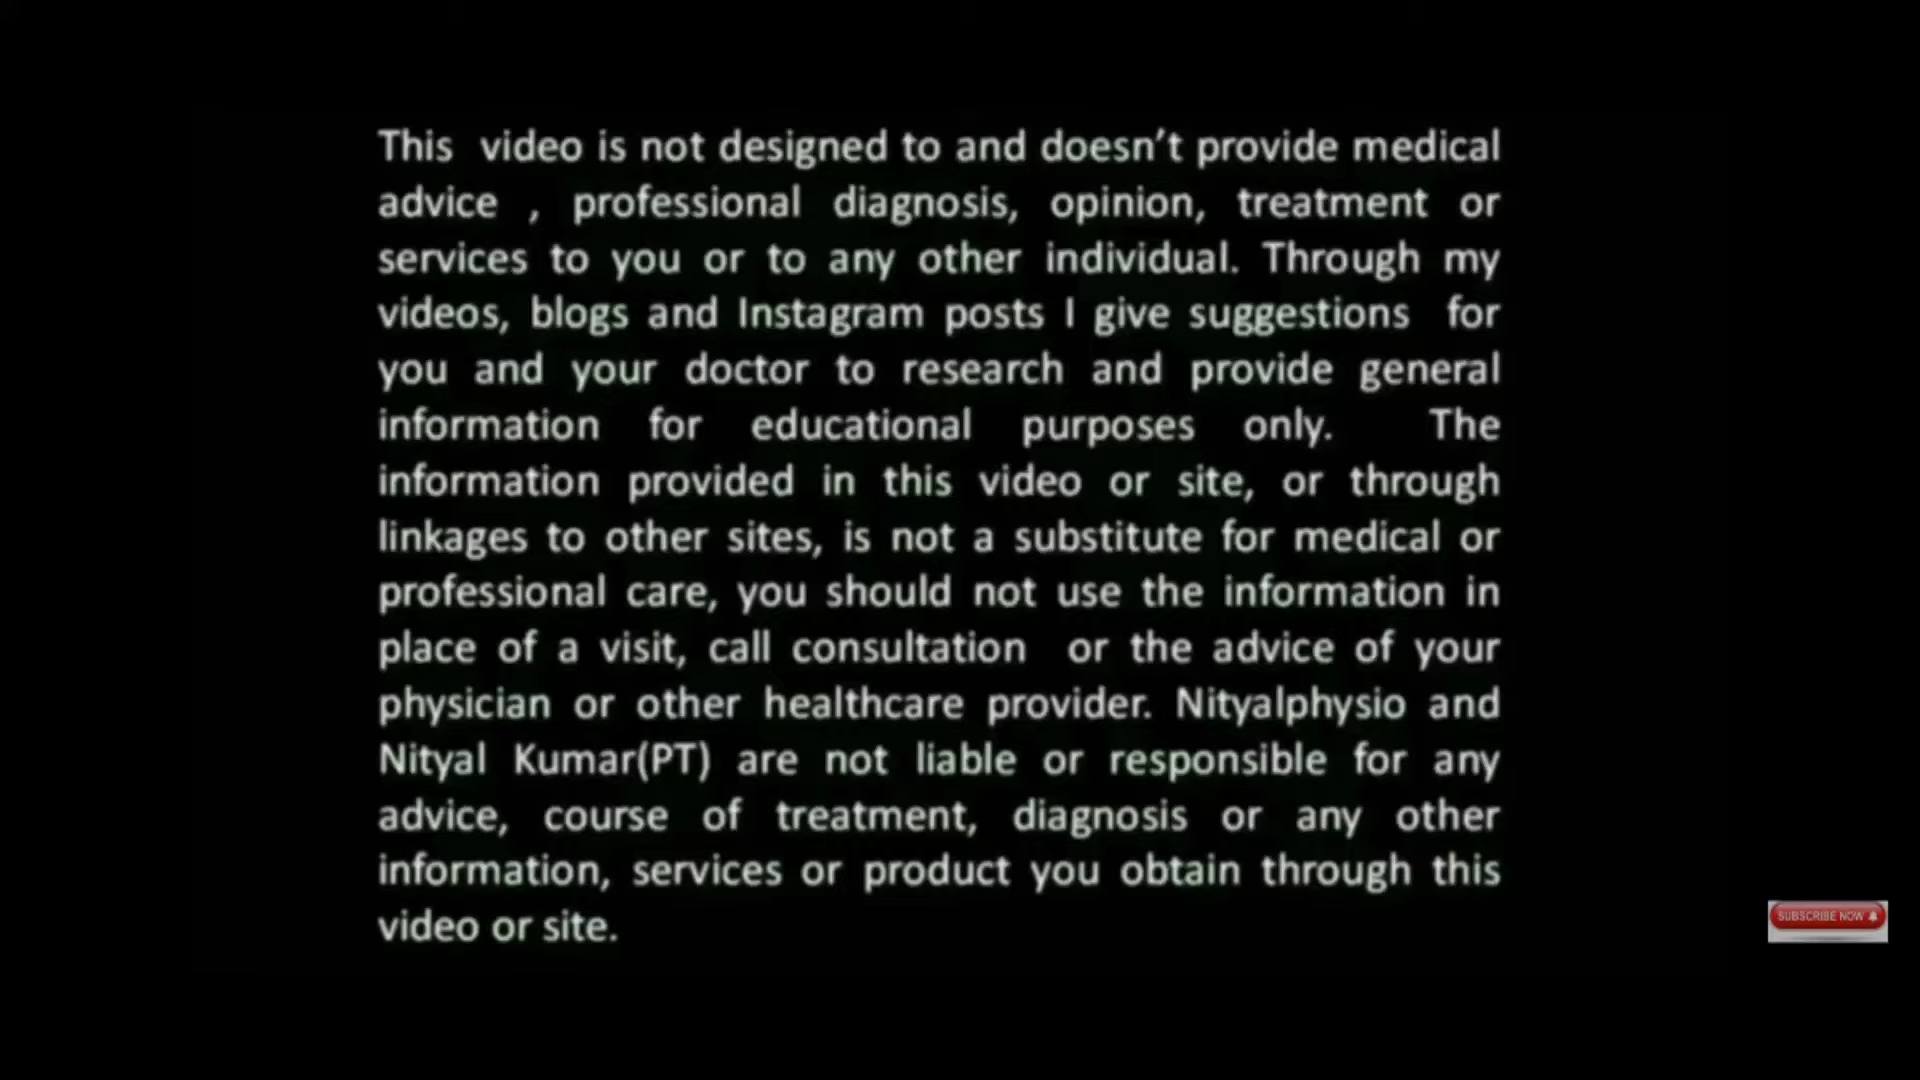 This video is not designed to and doesn't provide medical
advice , professional diagnosis, opinion, treatment or
services to you or to any other individual. Through my
videos, blogs and Instagram posts I give suggestions for
you and your doctor to research and provide general
information for educational purposes only. The
information provided in this video or site, or through
linkages to other sites, is not a substitute for medical or
professional care, you should not use the information in
place of a visit, call consultation or the advice of your
physician or other healthcare provider. Nityalphysio and
Nityal Kumar(PT) are not liable or responsible for any
advice, course of treatment, diagnosis or any other
information, services or product you obtain through this
video or site.
SUBSCRIBE NOW